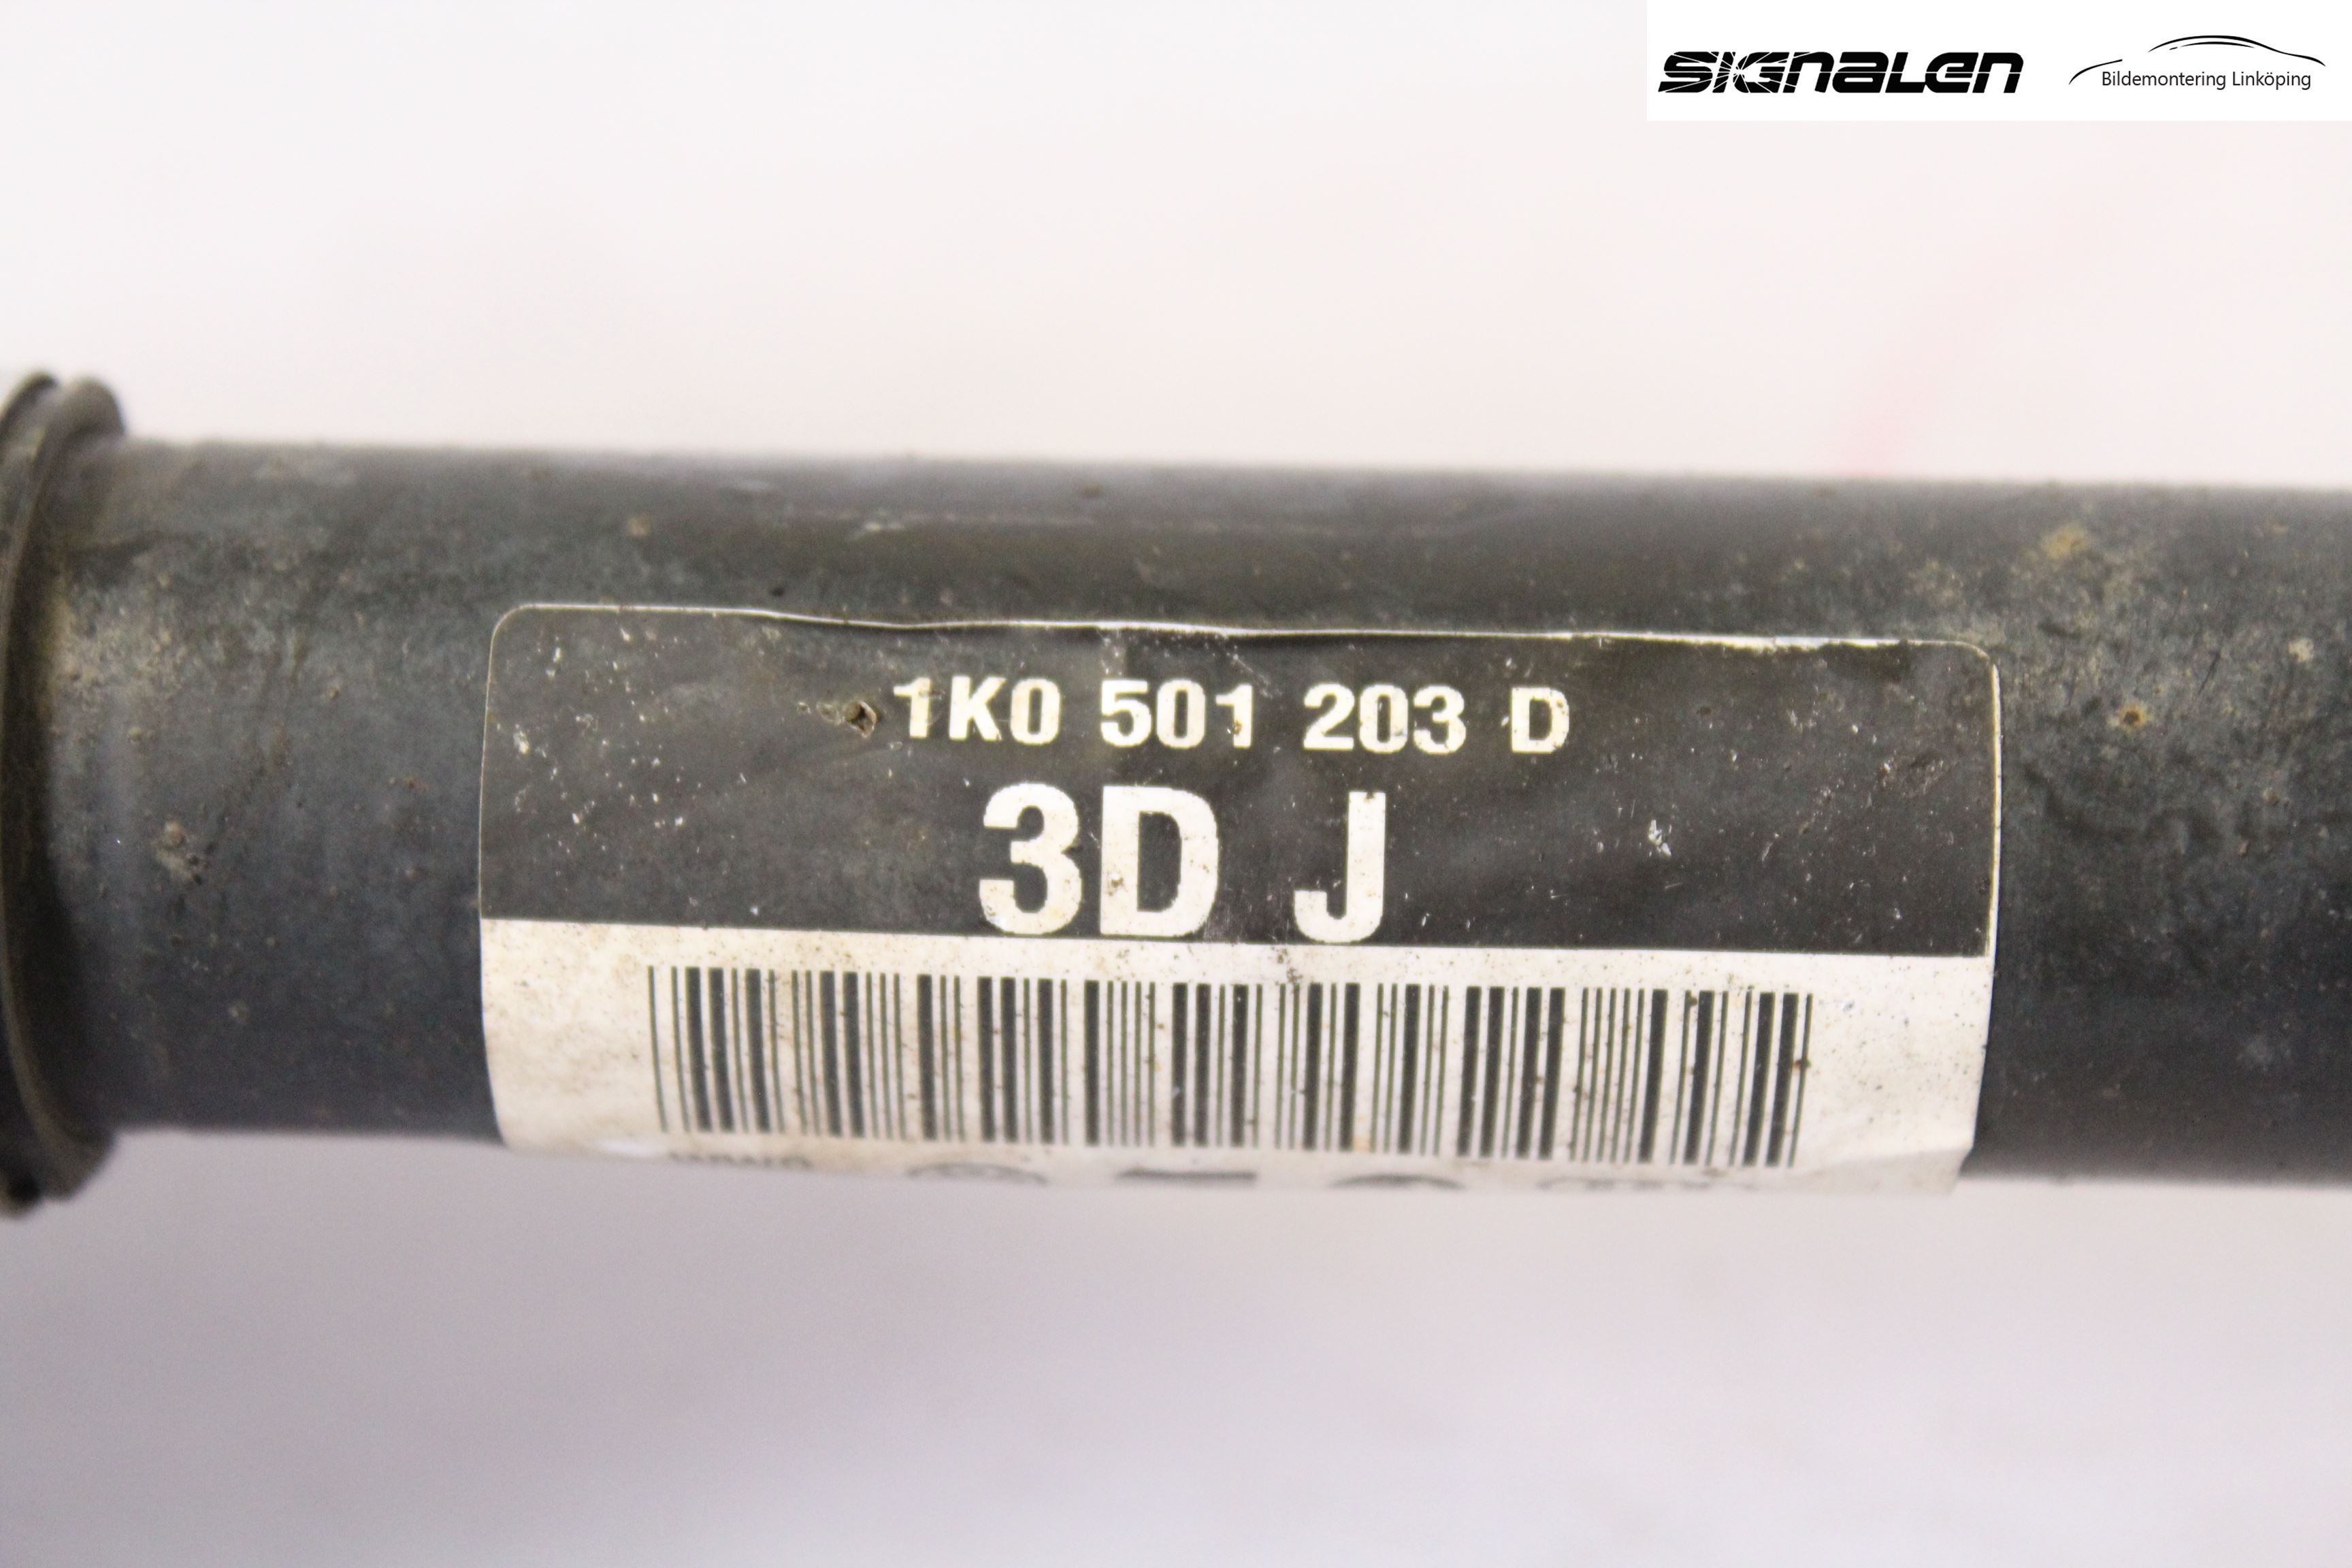 SIGNALEN
Bildemontering Linköping
1K0 501 203 D
3D J